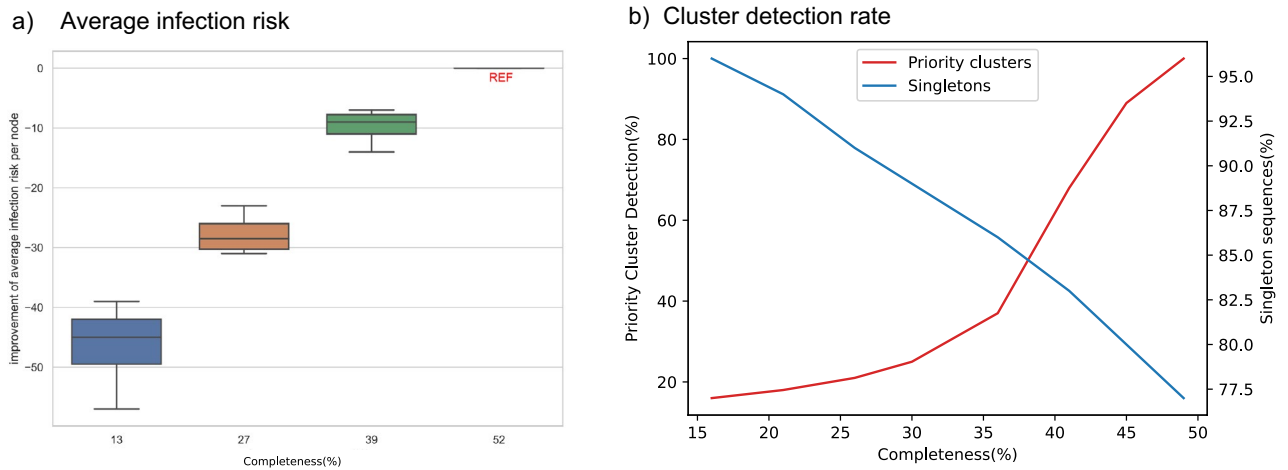 a) Average infection risk
improvement of average infection risk per node
0
−10
−20
−30
−40
−50
REF
13 27 39 52
Completeness(%)
b) Cluster detection rate
Priority Cluster Detection(%)
100
80
60
40
20
Priority clusters
Singletons
95.0
92.5
90.0
87.5
85.0
82.5
80.0
77.5
Singleton sequences(%)
15 20 25 30 35 40 45 50
Completeness(%)